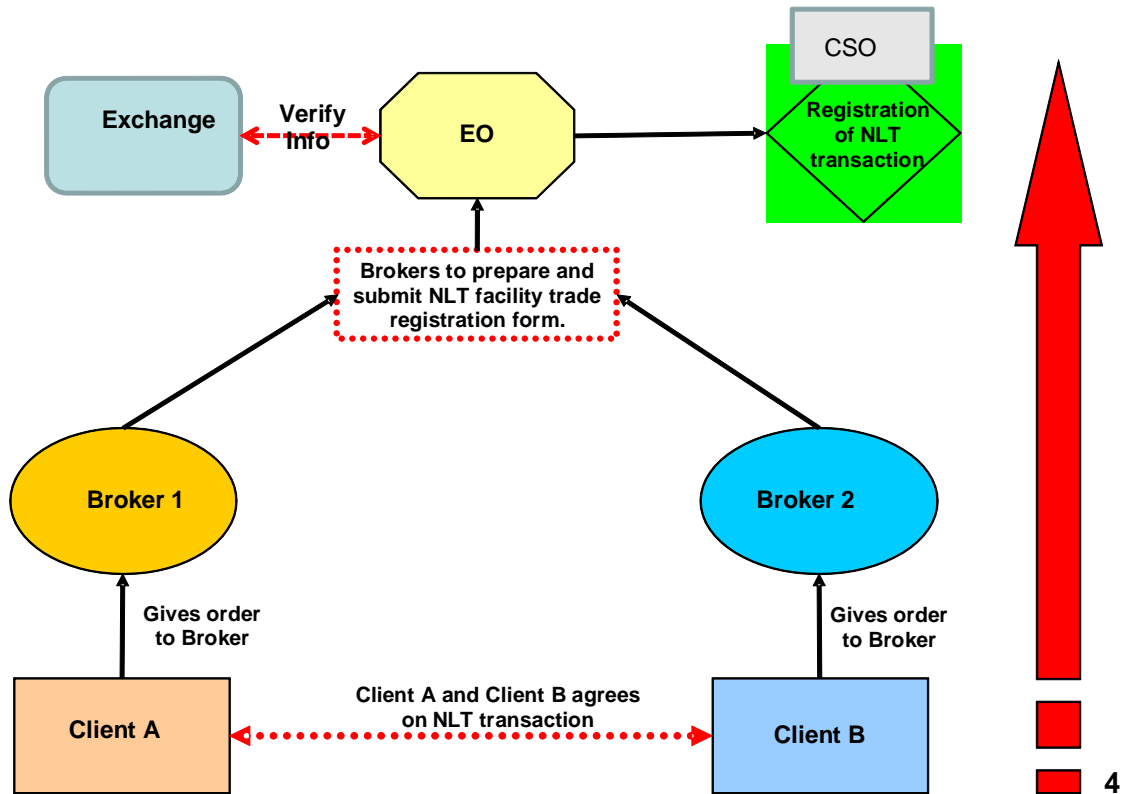 CSO
Exchange
Verify
Info
EO
Registration
of NLT
transaction
Brokers to prepare and
submit NLT facility trade
registration form.
Broker 1
Broker 2
Gives order
to Broker
Gives order
to Broker
Client A and Client B agrees
on NLT transaction
Client A
Client B
4